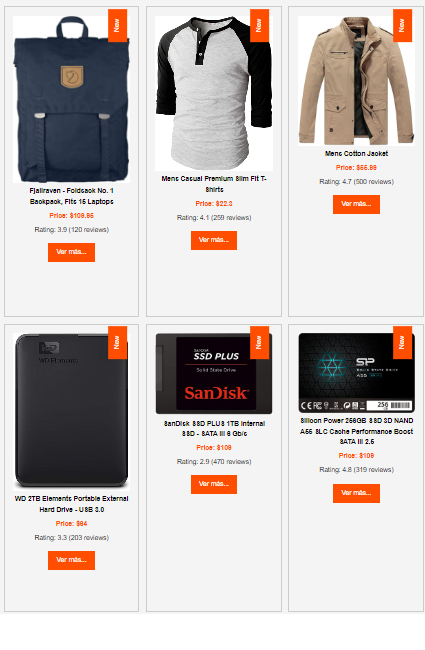 New
Fjallraven - Foldsack No. 1
Backpack, Fits 15 Laptops
Price: $109.95
Rating: 3.9 (120 reviews)
Ver más...
New
Mens Casual Premium Slim Fit T-
Shirts
Price: $22.3
Rating: 4.1 (259 reviews)
Ver más...
New
Mens Cotton Jacket
Price: $55.99
Rating: 4.7 (500 reviews)
Ver más...
New
WD
WD Elements
WD 2TB Elements Portable External
Hard Drive - USB 3.0
Price: $64
Rating: 3.3 (203 reviews)
Ver más...
New
SanDisk
SSD PLUS
Solid State Drive
SanDisk
SanDisk SSD PLUS 1TB Internal
SSD - SATA III 6 Gb/s
Price: $109
Rating: 2.9 (470 reviews)
Ver más...
New
SP
SOLID STATE DRIVE
A55
256
Silicon Power 256GB SSD 3D NAND
A55 SLC Cache Performance Boost
SATA III 2.5
Price: $109
Rating: 4.8 (319 reviews)
Ver más...